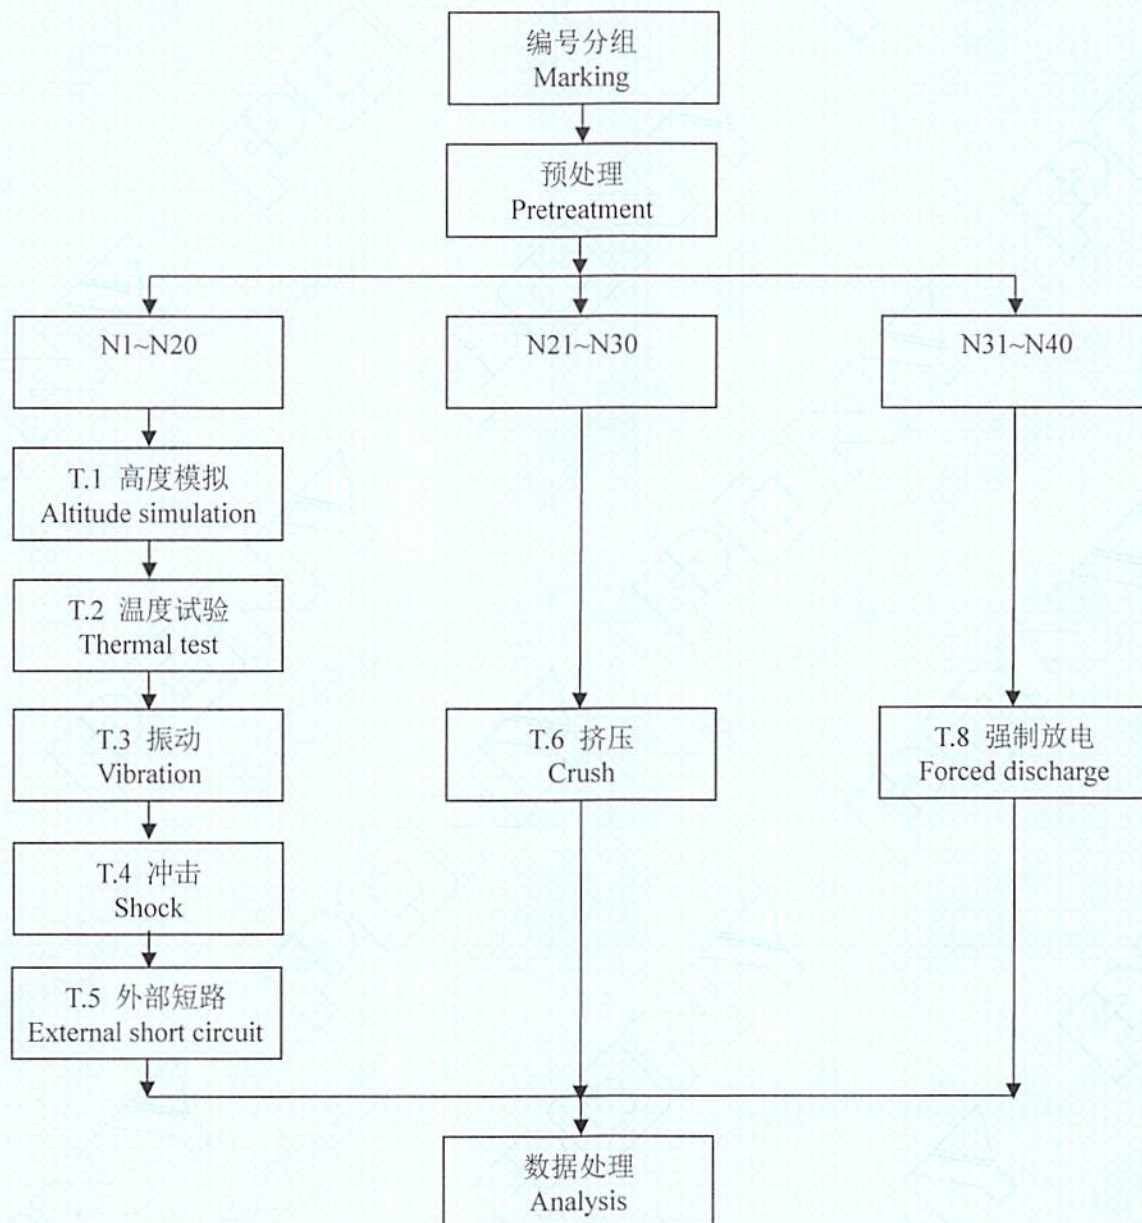 编号分组
Marking
预处理
Pretreatment
N1~N20
N21~N30
N31~N40
T.1 高度模拟
Altitude simulation
T.2 温度试验
Thermal test
T.3 振动
Vibration
T.6 挤压
Crush
T.8 强制放电
Forced discharge
T.4 冲击
Shock
T.5 外部短路
External short circuit
数据处理
Analysis